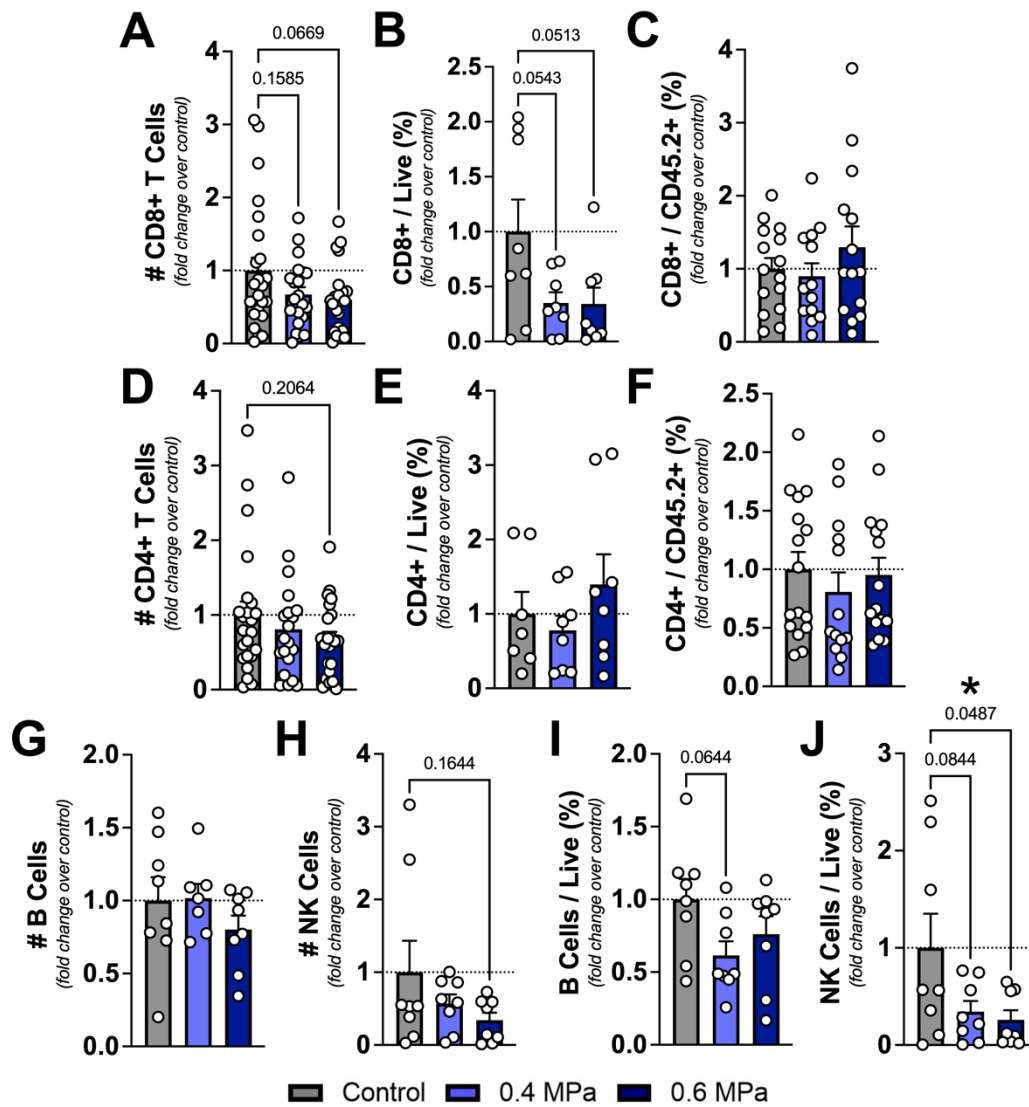 A
# CD8+ T Cells
(fold change over control)
0.0669
0.1585
4
3
2
1
0
B
CD8+ / Live (%)
(fold change over control)
0.0513
0.0543
2.5
2.0
1.5
1.0
0.5
0.0
C
CD8+ / CD45.2+ (%)
(fold change over control)
4
3
2
1
0
D
# CD4+ T Cells
(fold change over control)
0.2064
4
3
2
1
0
E
CD4+ / Live (%)
(fold change over control)
4
3
2
1
0
F
CD4+ / CD45.2+ (%)
(fold change over control)
2.5
2.0
1.5
1.0
0.5
0.0
G
# B Cells
(fold change over control)
2.0
1.5
1.0
0.5
0.0
H
# NK Cells
(fold change over control)
0.1644
4
3
2
1
0
I
B Cells / Live (%)
(fold change over control)
0.0644
2.0
1.5
1.0
0.5
0.0
J
NK Cells / Live (%)
(fold change over control)
*
0.0487
0.0844
3
2
1
0
Control
0.4 MPa
0.6 MPa